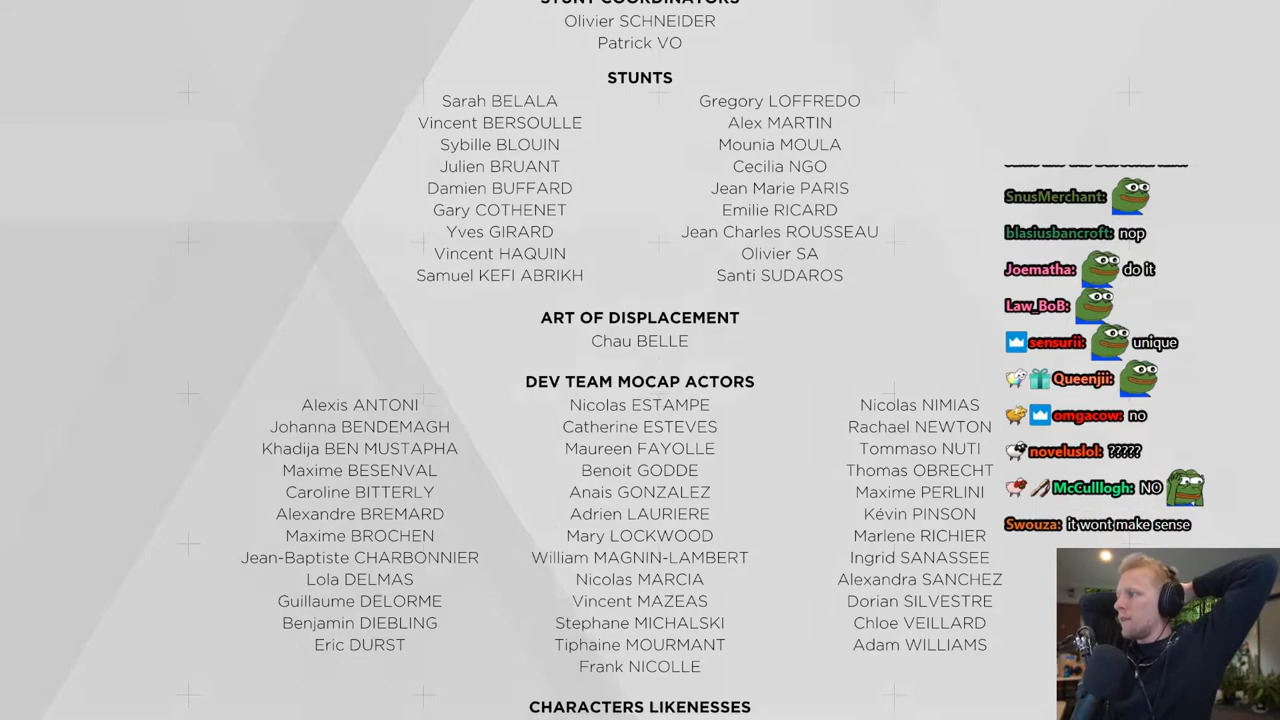 STUNT COORDINATORS
Olivier SCHNEIDER
Patrick VO
STUNTS
Sarah BELALA
Vincent BERSOULLE
Sybille BLOUIN
Julien BRUANT
Damien BUFFARD
Gary COTHENET
Yves GIRARD
Vincent HAQUIN
Samuel KEFI ABRIKH
Gregory LOFFREDO
Alex MARTIN
Mounia MOULA
Cecilia NGO
Jean Marie PARIS
Emilie RICARD
Jean Charles ROUSSEAU
Olivier SA
Santi SUDAROS
ART OF DISPLACEMENT
Chau BELLE
DEV TEAM MOCAP ACTORS
Alexis ANTONI
Johanna BENDEMAGH
Khadija BEN MUSTAPHA
Maxime BESENVAL
Caroline BITTERLY
Alexandre BREMARD
Maxime BROCHEN
Jean-Baptiste CHARBONNIER
Lola DELMAS
Guillaume DELORME
Benjamin DIEBLING
Eric DURST
Nicolas ESTAMPE
Catherine ESTEVES
Maureen FAYOLLE
Benoit GODDE
Anais GONZALEZ
Adrien LAURIERE
Mary LOCKWOOD
William MAGNIN-LAMBERT
Nicolas MARCIA
Vincent MAZEAS
Stephane MICHALSKI
Tiphaine MOURMANT
Frank NICOLLE
Nicolas NIMIAS
Rachael NEWTON
Tommaso NUTI
Thomas OBRECHT
Maxime PERLINI
Kévin PINSON
Marlene RICHIER
Ingrid SANASSEE
Alexandra SANCHEZ
Dorian SILVESTRE
Chloe VEILLARD
Adam WILLIAMS
CHARACTERS LIKENESSES
SnusMerchant:
blasiusbancroft: nop
Joematha: do it
Law_BoB:
sensurii: unique
Queenjii:
omgacow: no
noveluslol: ?????
McCulllogh: NO
Swouza: it wont make sense